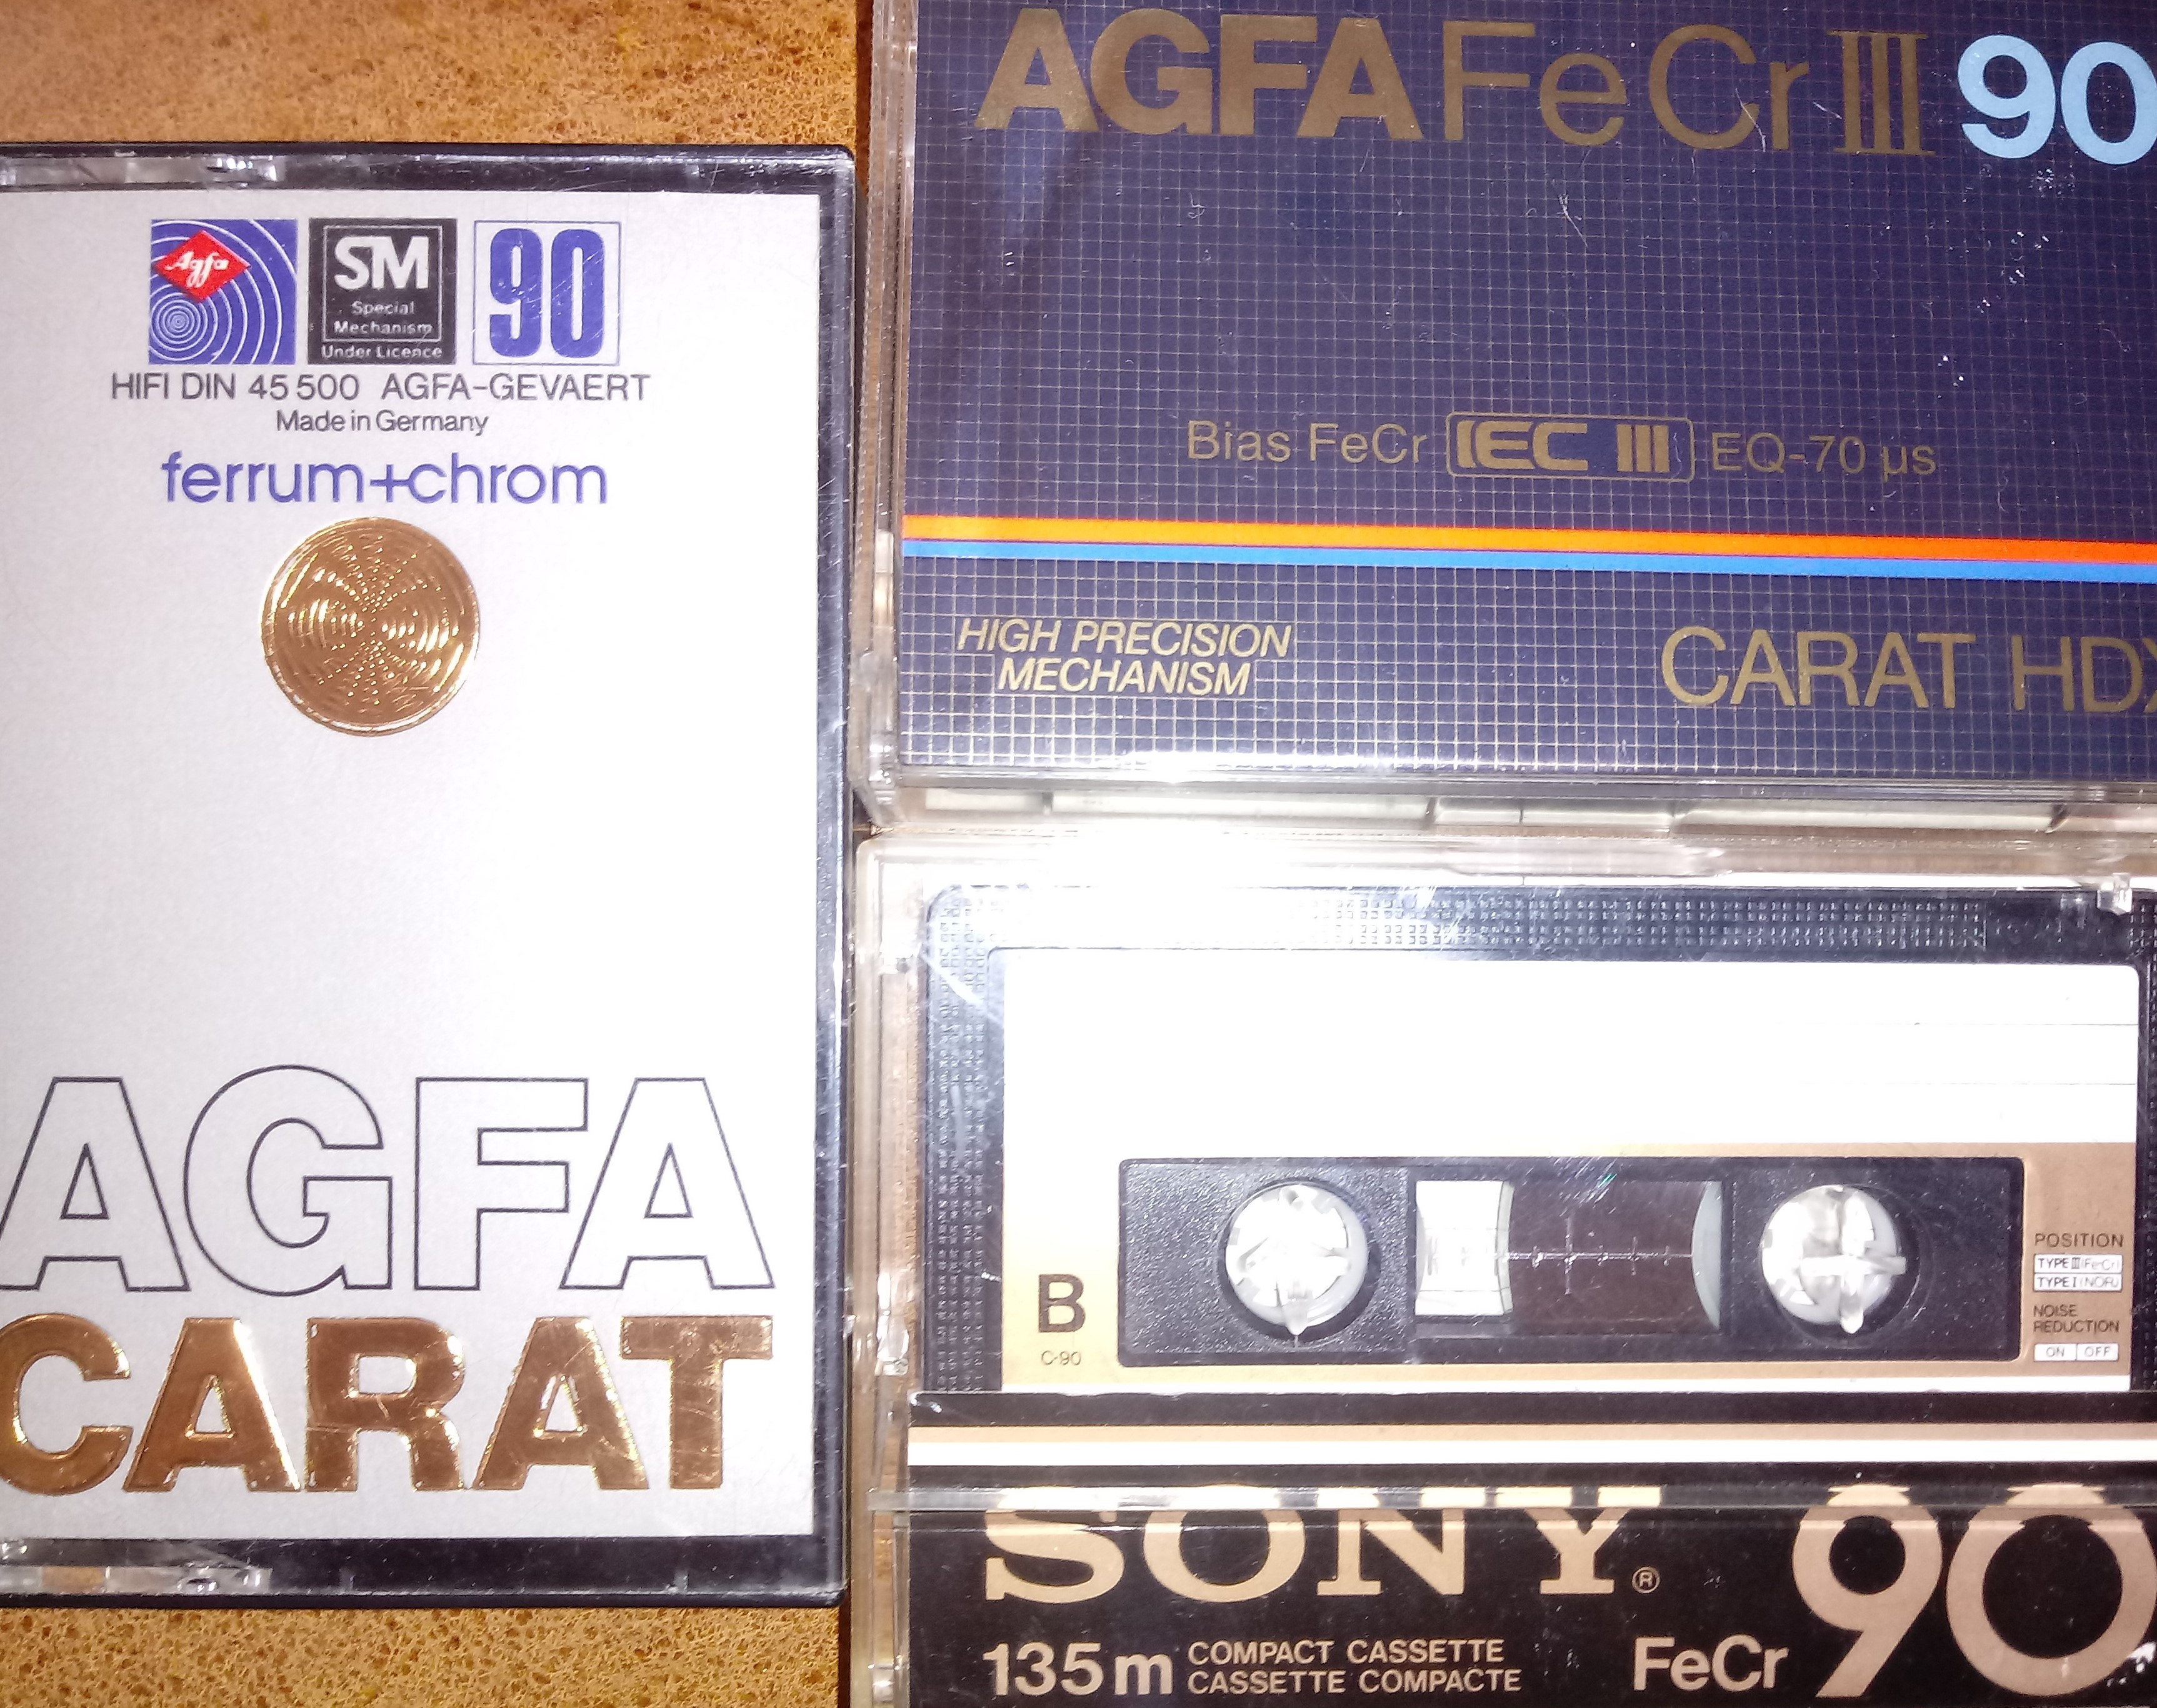 Agfa
SM
Special
Mechanism
Under Licence
90
HIFI DIN 45 500 AGFA-GEVAERT
Made in Germany
ferrum+chrom
AGFA
CARAT
AGFA FeCr III 90
Bias FeCr IEC III EQ-70 µs
HIGH PRECISION
MECHANISM
CARAT HDX
B
C-90
POSITION
TYPE III (FeCr)
TYPE I (NOR)
NOISE
REDUCTION
ON OFF
SONY® 90
135m COMPACT CASSETTE
CASSETTE COMPACTE
FeCr